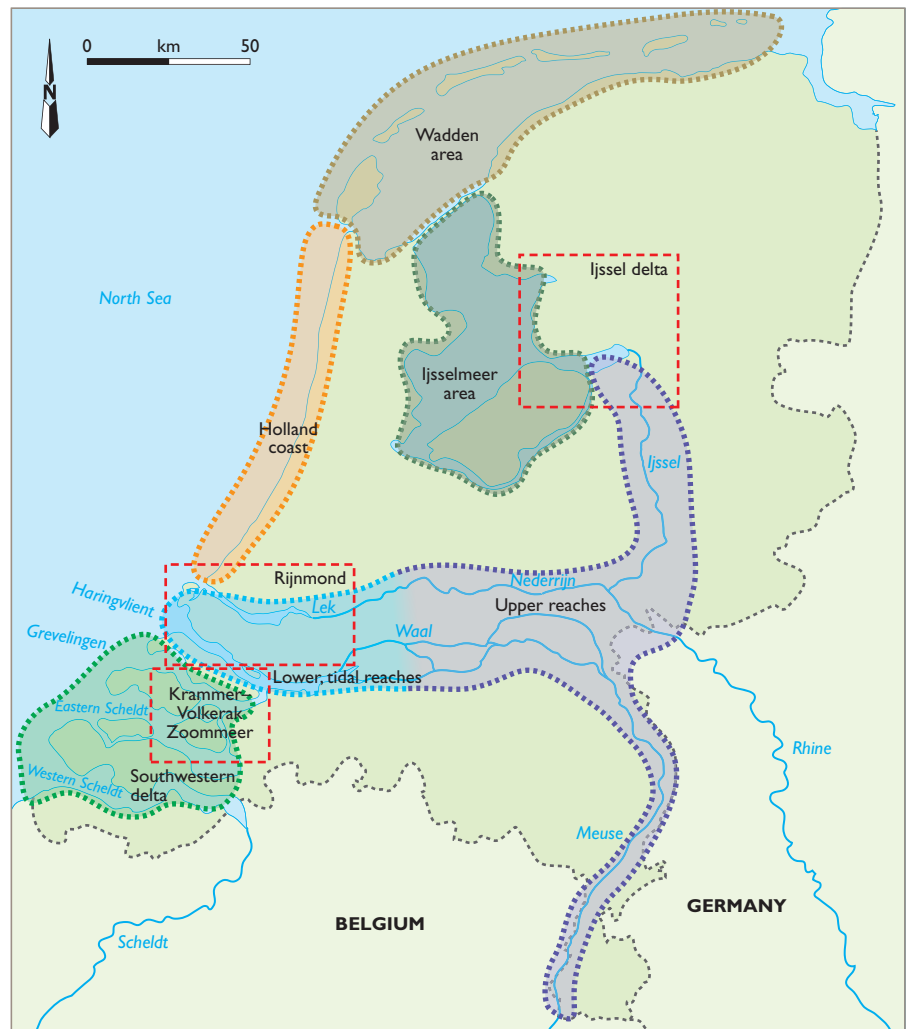 0 km 50
N
Wadden
area
North Sea
Ijssel delta
Ijsselmeer
area
Holland
coast
Ijssel
Rijnmond
Nederrijn
Haringvlient
Lek
Upper reaches
Grevelingen
Waal
Lower, tidal reaches
Krammer–
Volkerak
Zoommeer
Eastern Scheldt
Rhine
Western Scheldt
Southwestern
delta
Meuse
GERMANY
BELGIUM
Scheldt